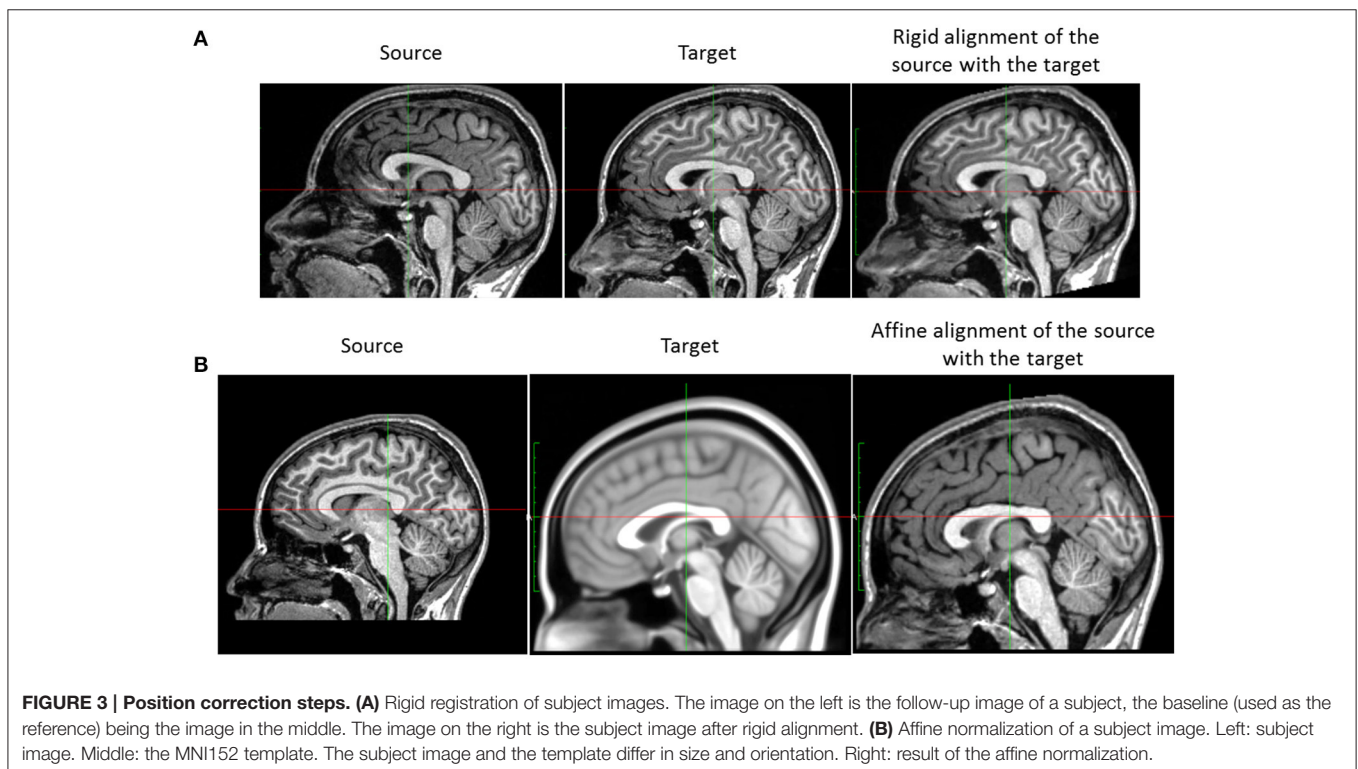 A
Source
Target
Rigid alignment of the
source with the target
B
Source
Target
Affine alignment of the source
with the target
FIGURE 3 | Position correction steps. (A) Rigid registration of subject images. The image on the left is the follow-up image of a subject, the baseline (used as the
reference) being the image in the middle. The image on the right is the subject image after rigid alignment. (B) Affine normalization of a subject image. Left: subject
image. Middle: the MNI152 template. The subject image and the template differ in size and orientation. Right: result of the affine normalization.